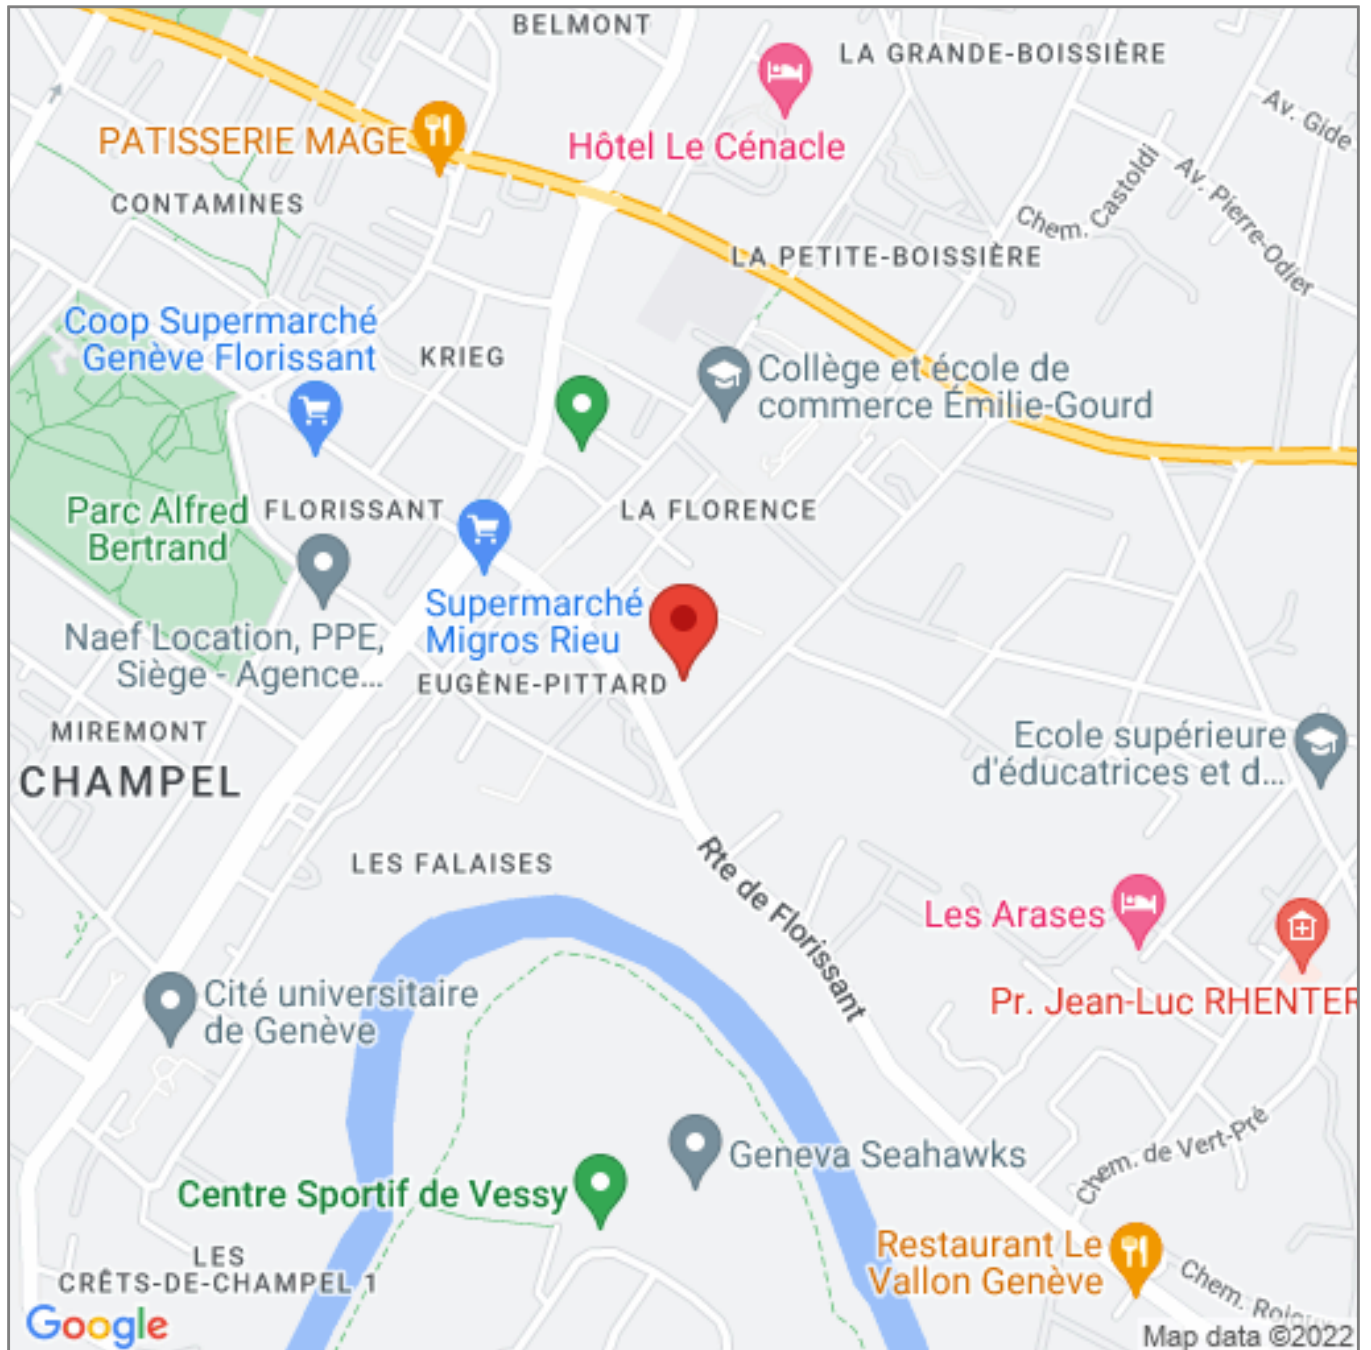 BELMONT
LA GRANDE-BOISSIÈRE
Av. Gide
PATISSERIE MAGE
Hôtel Le Cénacle
Chem. Castoldi
Av. Pierre-Odier
CONTAMINES
LA PETITE-BOISSIÈRE
Coop Supermarché
Genève Florissant
KRIEG
Collège et école de
commerce Émilie-Gourd
Parc Alfred
Bertrand
FLORISSANT
LA FLORENCE
Supermarché
Migros Rieu
Naef Location, PPE,
Siège - Agence...
EUGÈNE-PITTARD
MIREMONT
CHAMPEL
Ecole supérieure
d'éducatrices et d...
LES FALAISES
Rte de Florissant
Les Arases
Pr. Jean-Luc RHENTER
Cité universitaire
de Genève
Geneva Seahawks
Chem. de Vert-Pré
Centre Sportif de Vessy
Restaurant Le
Vallon Genève
LES
CRÊTS-DE-CHAMPEL 1
Chem.
Google
Map data ©2022